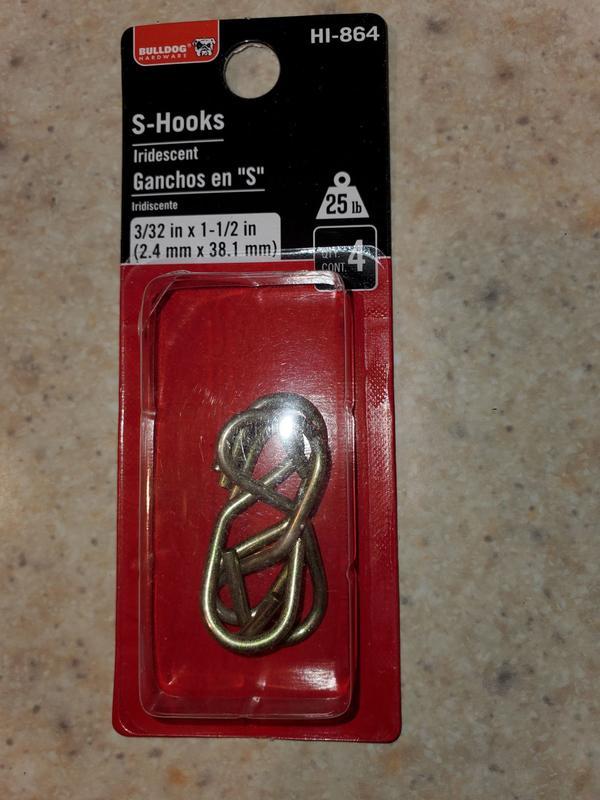 BULLDOG
HARDWARE
HI-864
S-Hooks
Iridescent
Ganchos en "S"
Iridiscente
25 lb
3/32 in x 1-1/2 in
(2.4 mm x 38.1 mm)
QTY.
CONT.
4